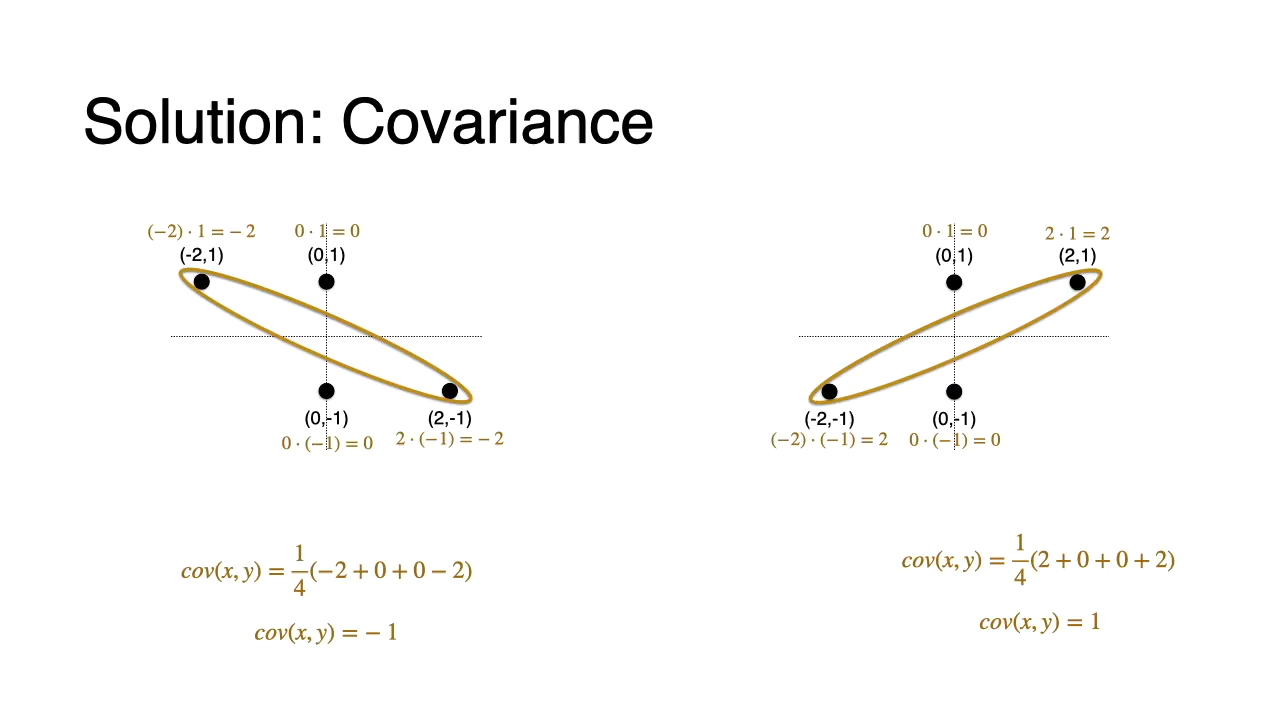 Solution: Covariance
(−2) · 1 = − 2
0 · 1 = 0
(-2,1)
(0,1)
(0,-1)
(2,-1)
0 · (−1) = 0
2 · (−1) = − 2
cov(x, y) = 1/4(−2 + 0 + 0 − 2)
cov(x, y) = − 1
0 · 1 = 0
2 · 1 = 2
(0,1)
(2,1)
(-2,-1)
(0,-1)
(−2) · (−1) = 2
0 · (−1) = 0
cov(x, y) = 1/4(2 + 0 + 0 + 2)
cov(x, y) = 1